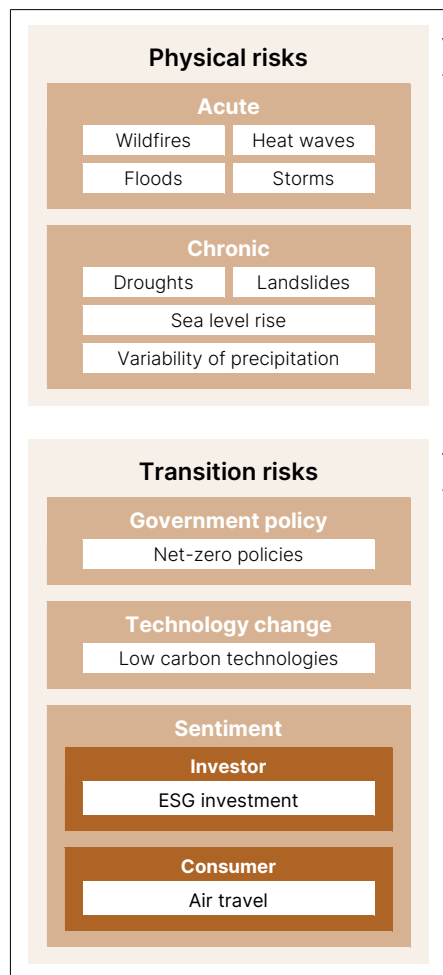 Physical risks
Acute
Wildfires Heat waves
Floods Storms
Chronic
Droughts Landslides
Sea level rise
Variability of precipitation
Transition risks
Government policy
Net-zero policies
Technology change
Low carbon technologies
Sentiment
Investor
ESG investment
Consumer
Air travel